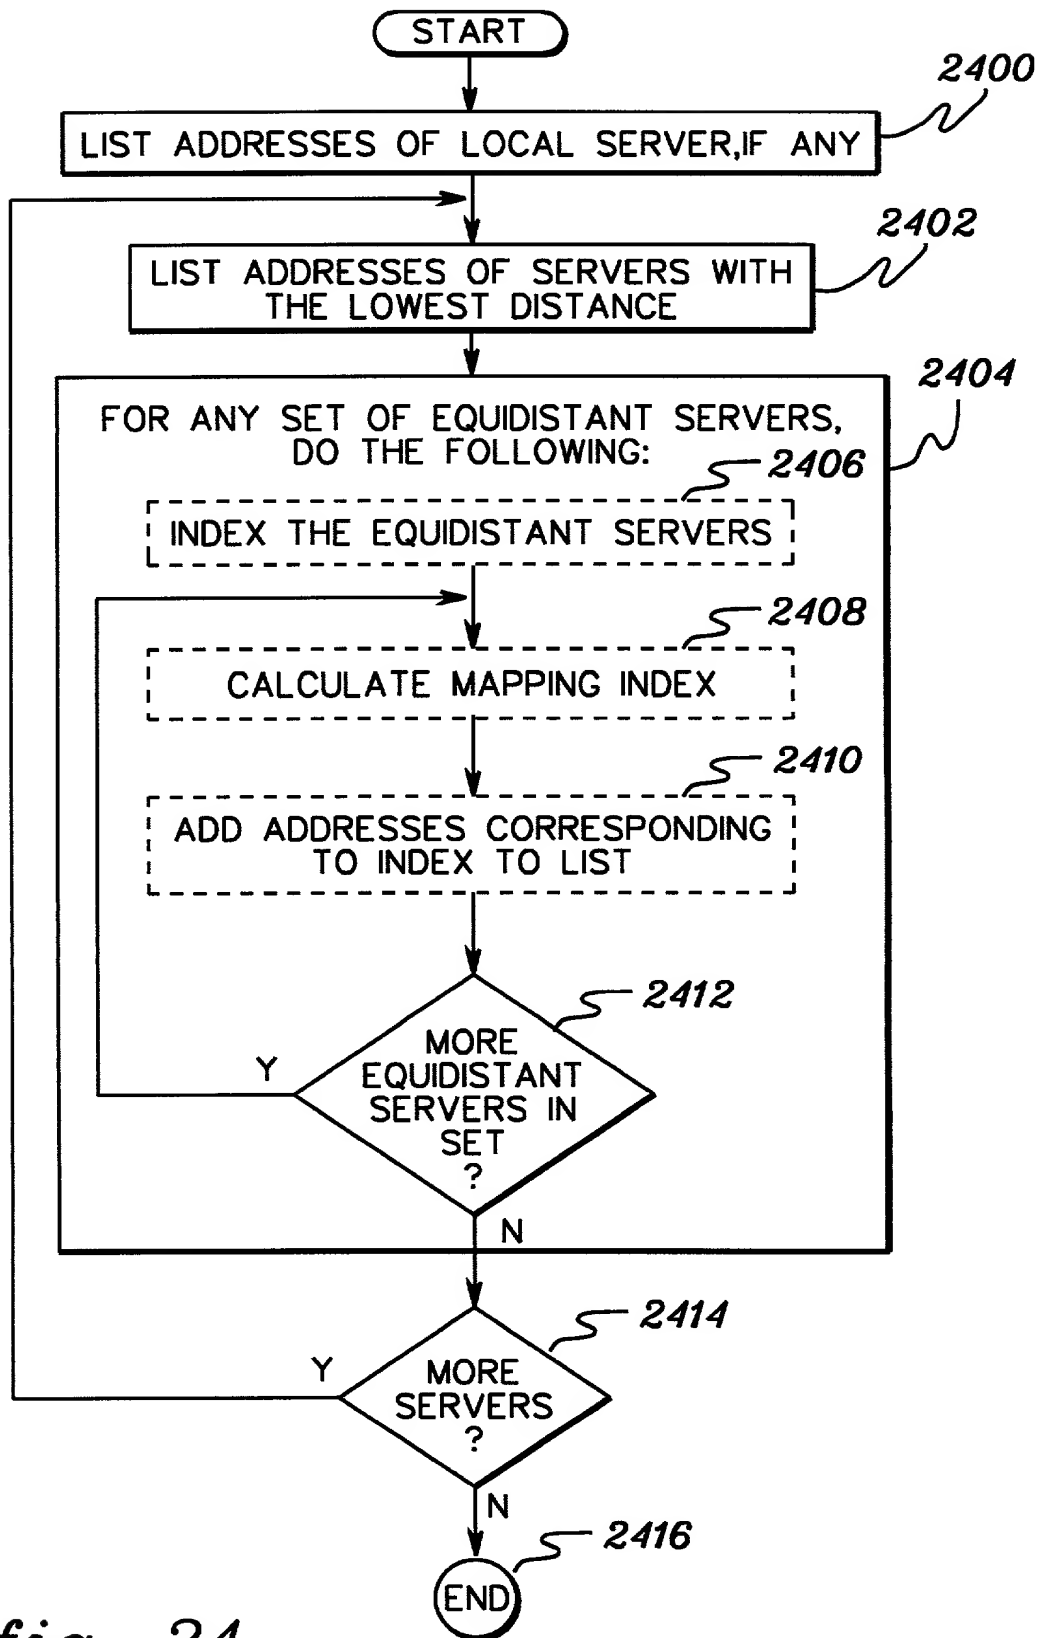 START
2400
LIST ADDRESSES OF LOCAL SERVER,IF ANY
2402
LIST ADDRESSES OF SERVERS WITH
THE LOWEST DISTANCE
2404
FOR ANY SET OF EQUIDISTANT SERVERS,
DO THE FOLLOWING:
2406
INDEX THE EQUIDISTANT SERVERS
2408
CALCULATE MAPPING INDEX
2410
ADD ADDRESSES CORRESPONDING
TO INDEX TO LIST
2412
MORE
EQUIDISTANT
SERVERS IN
SET
?
Y
N
2414
MORE
SERVERS
?
Y
N
2416
END
fig. 24